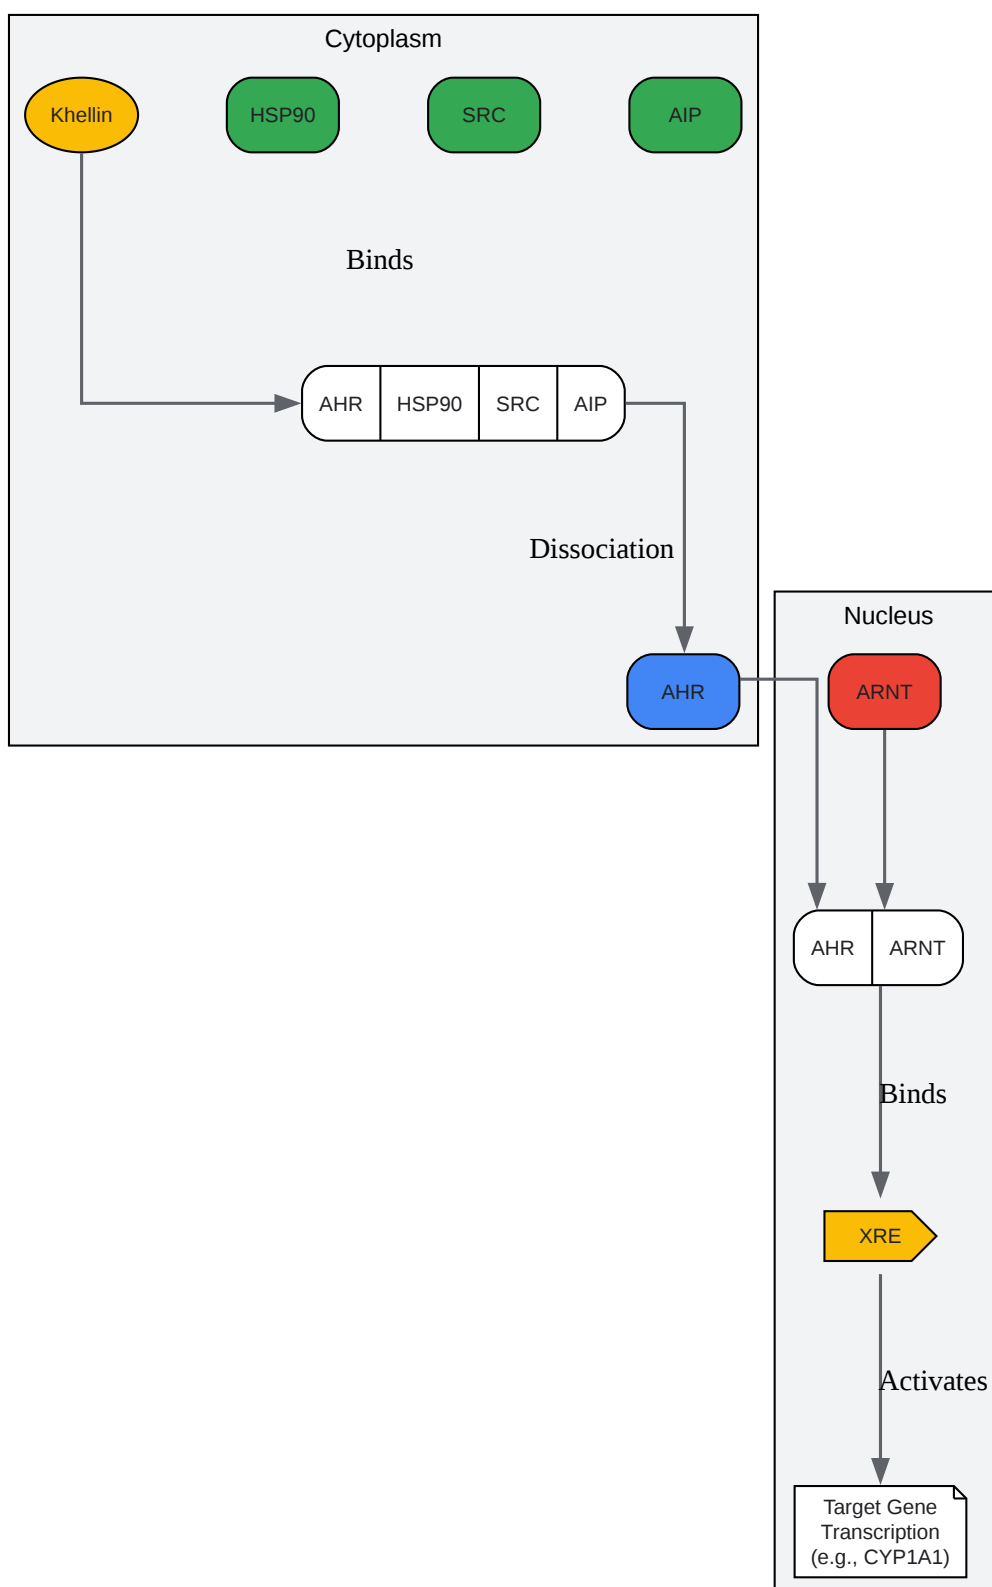 Cytoplasm
Khellin
HSP90
SRC
AIP
Binds
AHR
HSP90
SRC
AIP
Dissociation
Nucleus
AHR
ARNT
AHR
ARNT
Binds
XRE
Activates
Target Gene
Transcription
(e.g., CYP1A1)